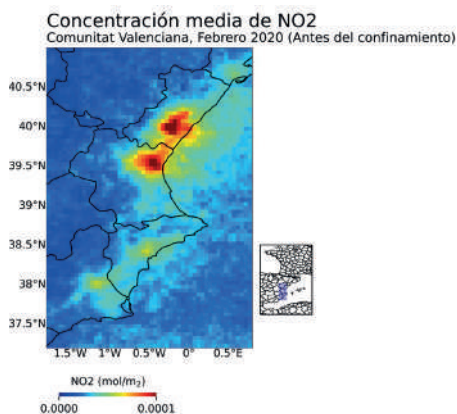 Concentración media de NO2
Comunitat Valenciana, Febrero 2020 (Antes del confinamiento)
40.5°N
40°N
39.5°N
39°N
38.5°N
38°N
37.5°N
1.5°W 1°W 0.5°W 0° 0.5°E
NO2 (mol/m₂)
0.0000 0.0001